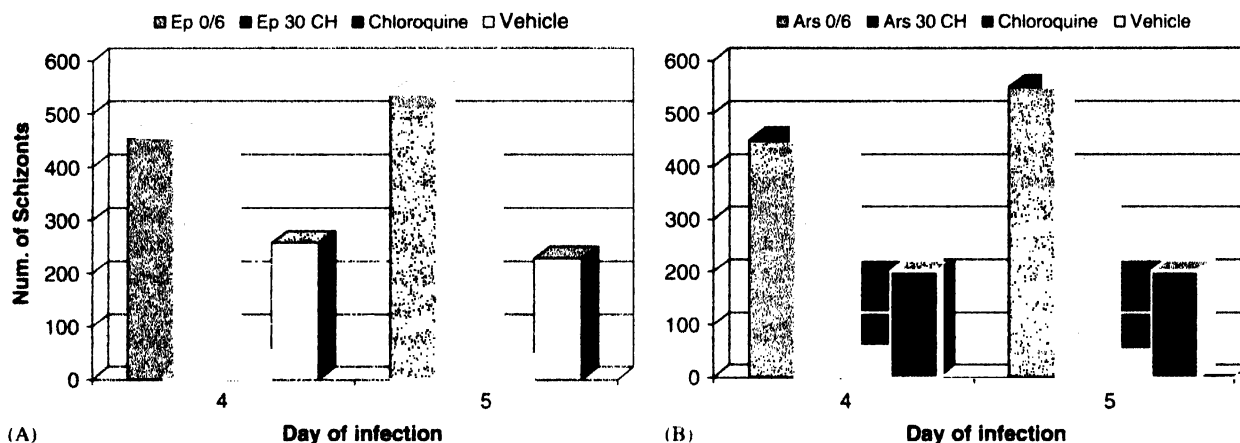 Ep 0/6 Ep 30 CH Chloroquine Vehicle
600
500
400
300
200
100
0
Num. of Schizonts
4 5
Day of infection
(A)
Ars 0/6 Ars 30 CH Chloroquine Vehicle
600
500
400
300
200
100
0
4 5
Day of infection
(B)